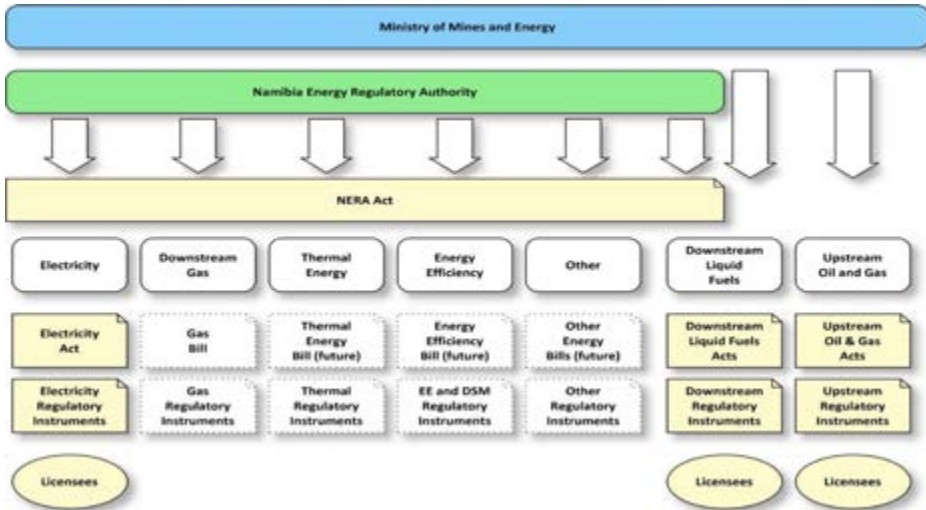 Ministry of Mines and Energy
Namibia Energy Regulatory Authority
NERA Act
Electricity
Downstream
Gas
Thermal
Energy
Energy
Efficiency
Other
Downstream
Liquid
Fuels
Upstream
Oil and Gas
Electricity
Act
Gas
Bill
Thermal
Energy
Bill (future)
Energy
Efficiency
Bill (future)
Other
Energy
Bills (future)
Downstream
Liquid Fuels
Acts
Upstream
Oil & Gas
Acts
Electricity
Regulatory
Instruments
Gas
Regulatory
Instruments
Thermal
Regulatory
Instruments
EE and DSM
Regulatory
Instruments
Other
Regulatory
Instruments
Downstream
Regulatory
Instruments
Upstream
Regulatory
Instruments
Licensees
Licensees
Licensees